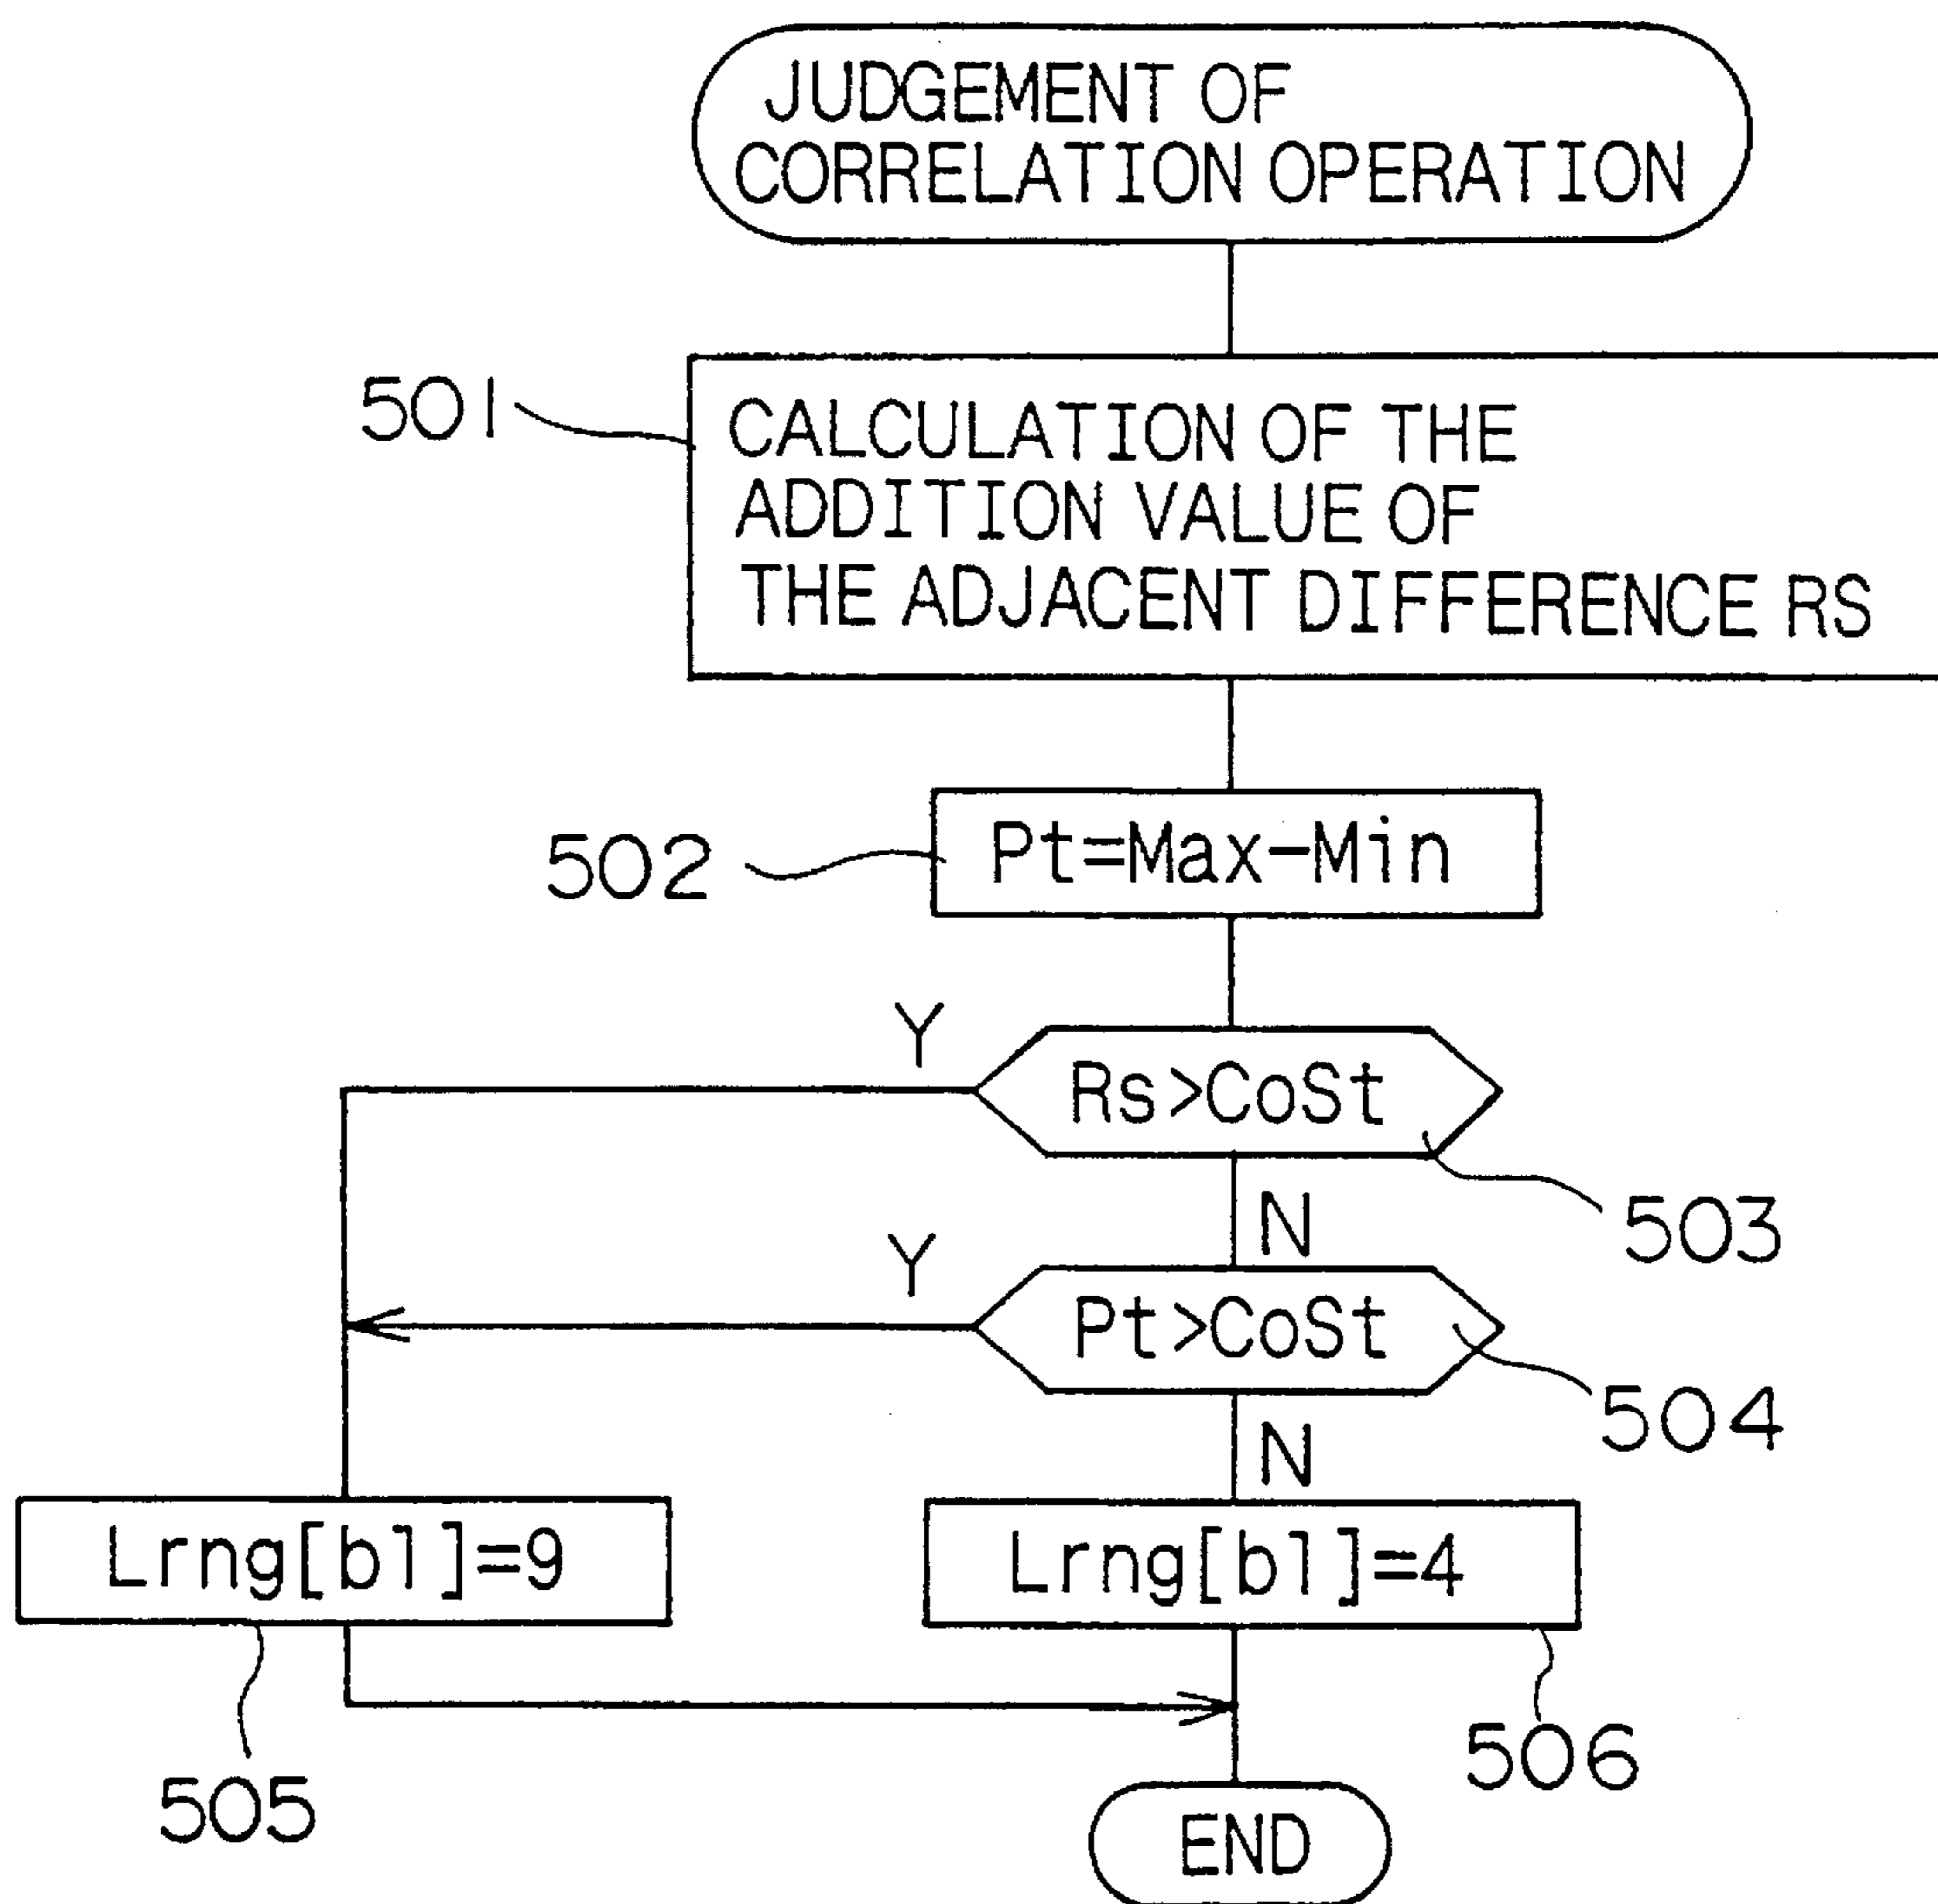 JUDGEMENT OF
CORRELATION OPERATION
501
CALCULATION OF THE
ADDITION VALUE OF
THE ADJACENT DIFFERENCE RS
502
Pt=Max-Min
Y
Rs>CoSt
503
N
Y
Pt>CoSt
504
N
Lrng[bl]=9
Lrng[bl]=4
505
506
END